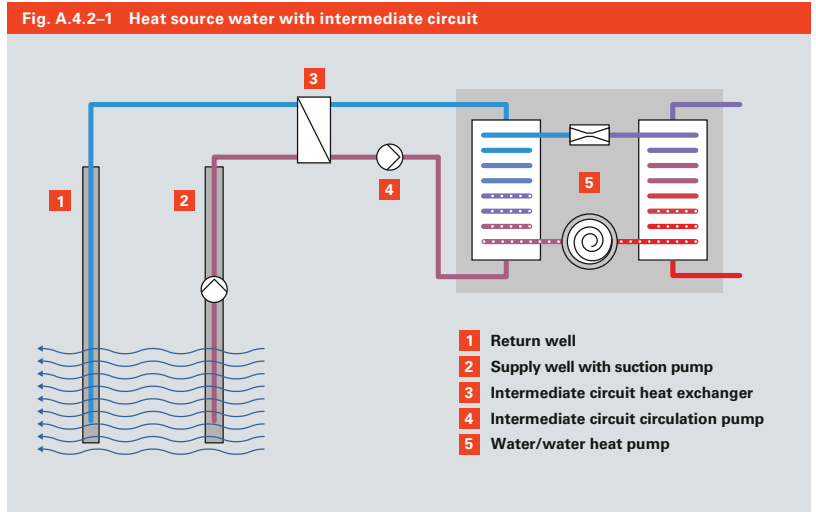 Fig. A.4.2–1 Heat source water with intermediate circuit
3
1
2
4
5
1 Return well
2 Supply well with suction pump
3 Intermediate circuit heat exchanger
4 Intermediate circuit circulation pump
5 Water/water heat pump